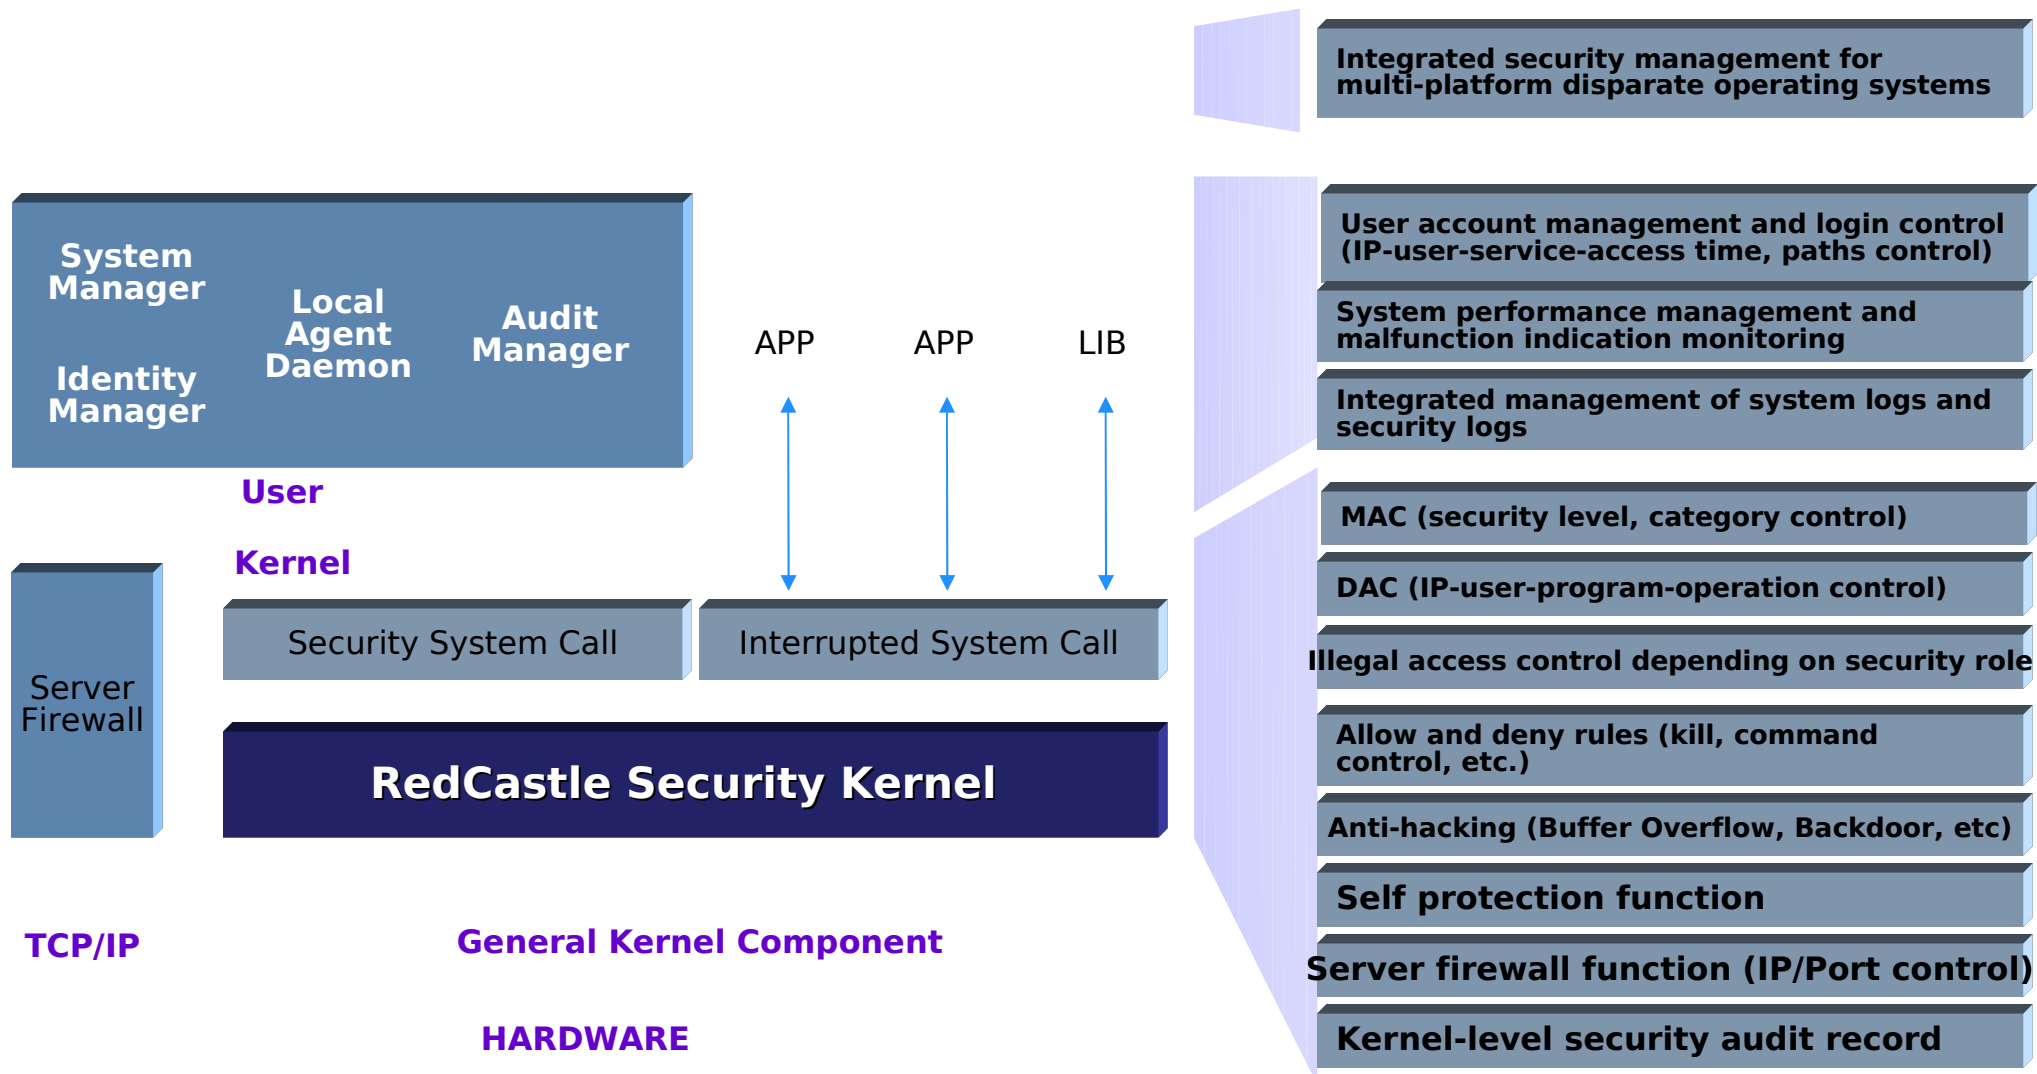 Integrated security management for
multi-platform disparate operating systems
System
Manager
Identity
Manager
Local
Agent
Daemon
Audit
Manager
APP
APP
LIB
User
Kernel
Server
Firewall
Security System Call
Interrupted System Call
RedCastle Security Kernel
TCP/IP
General Kernel Component
HARDWARE
User account management and login control
(IP-user-service-access time, paths control)
System performance management and
malfunction indication monitoring
Integrated management of system logs and
security logs
MAC (security level, category control)
DAC (IP-user-program-operation control)
Illegal access control depending on security role
Allow and deny rules (kill, command
control, etc.)
Anti-hacking (Buffer Overflow, Backdoor, etc)
Self protection function
Server firewall function (IP/Port control)
Kernel-level security audit record